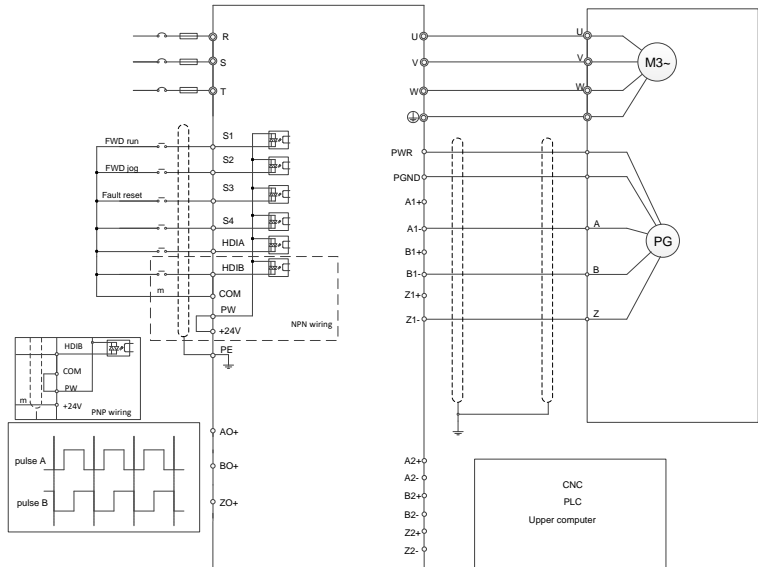 R
S
T
FWD run
FWD jog
Fault reset
S1
S2
S3
S4
HDIA
HDIB
m
COM
PW
+24V
NPN wiring
PE
HDIB
COM
PW
m
+24V
PNP wiring
pulse A
pulse B
AO+
BO+
ZO+
U
V
W
U
V
W
M3~
PWR
PGND
A1+
A1-
B1+
B1-
Z1+
Z1-
A
B
Z
PG
A2+
A2-
B2+
B2-
Z2+
Z2-
CNC
PLC
Upper computer